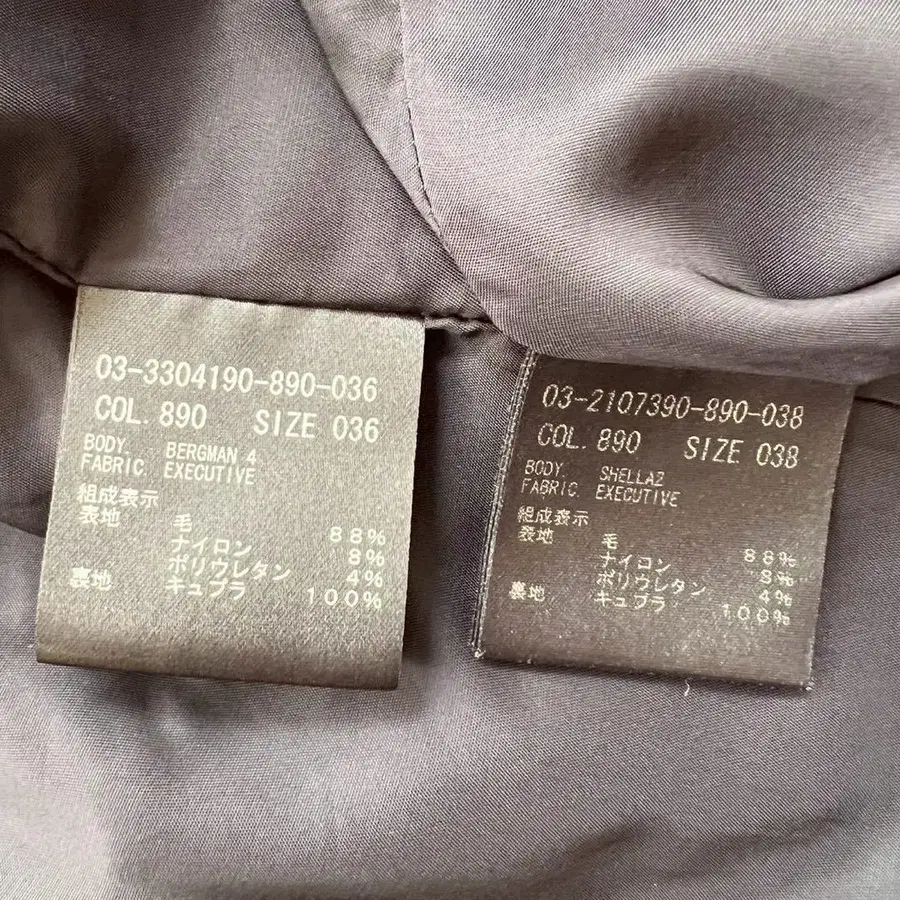 03-3304190-890-036
COL. 890 SIZE 036
BODY. BERGMAN 4
FABRIC. EXECUTIVE
組成表示
表地 毛 88%
ナイロン 8%
ポリウレタン 4%
裏地 キュプラ 100%
03-2107390-890-038
COL. 890 SIZE 038
BODY. SHELLAZ
FABRIC. EXECUTIVE
組成表示
表地 毛 88%
ナイロン 8%
ポリウレタン 4%
裏地 キュプラ 100%